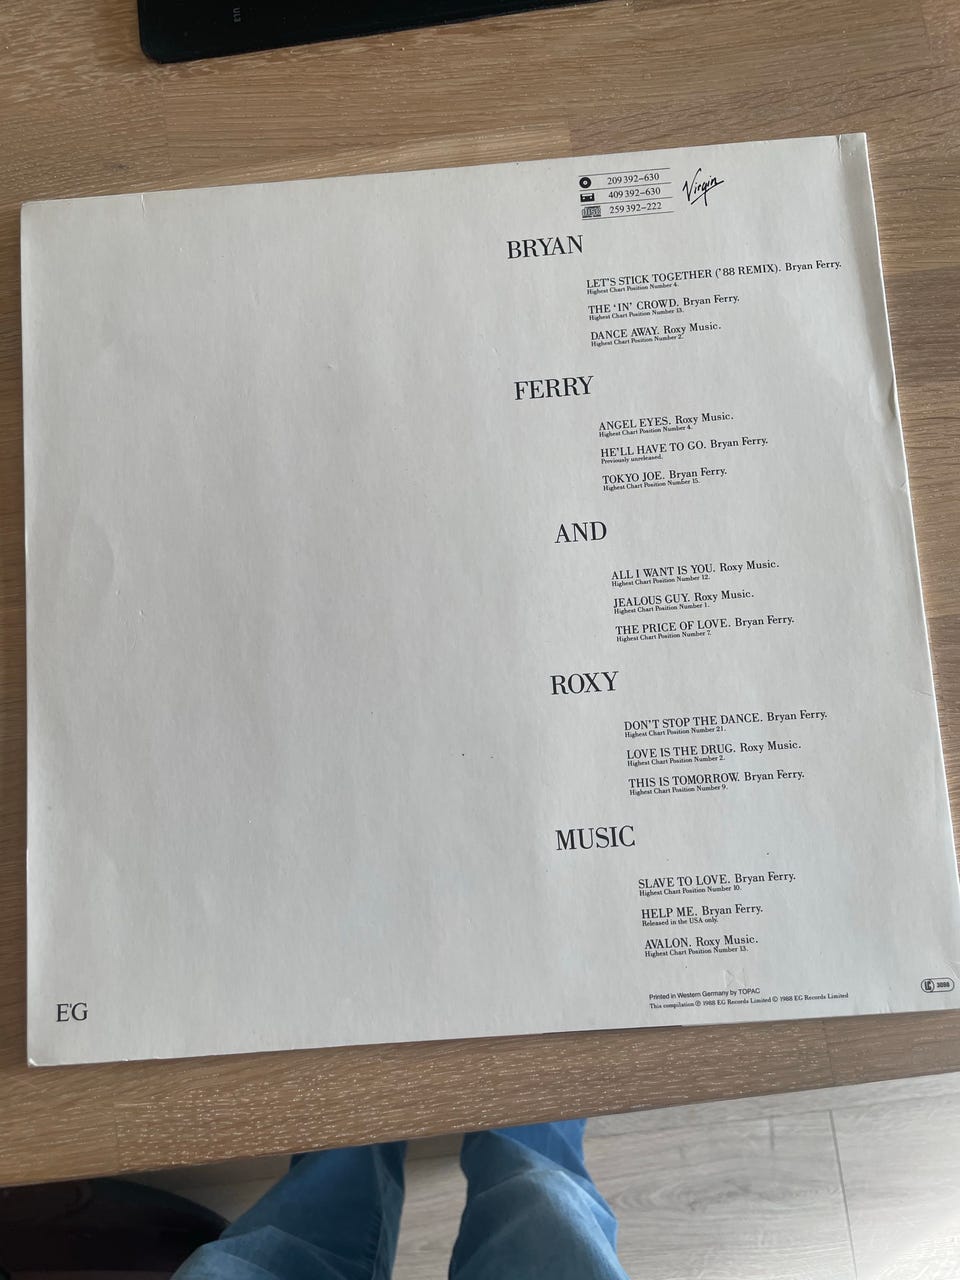 U13
209 392–630
409 392–630
259 392–222
Virgin
BRYAN
LET'S STICK TOGETHER ('88 REMIX). Bryan Ferry.
Highest Chart Position Number 4.
THE 'IN' CROWD. Bryan Ferry.
Highest Chart Position Number 13.
DANCE AWAY. Roxy Music.
Highest Chart Position Number 2.
FERRY
ANGEL EYES. Roxy Music.
Highest Chart Position Number 4.
HE'LL HAVE TO GO. Bryan Ferry.
Previously unreleased.
TOKYO JOE. Bryan Ferry.
Highest Chart Position Number 15.
AND
ALL I WANT IS YOU. Roxy Music.
Highest Chart Position Number 12.
JEALOUS GUY. Roxy Music.
Highest Chart Position Number 1.
THE PRICE OF LOVE. Bryan Ferry.
Highest Chart Position Number 7.
ROXY
DON'T STOP THE DANCE. Bryan Ferry.
Highest Chart Position Number 21.
LOVE IS THE DRUG. Roxy Music.
Highest Chart Position Number 2.
THIS IS TOMORROW. Bryan Ferry.
Highest Chart Position Number 9.
MUSIC
SLAVE TO LOVE. Bryan Ferry.
Highest Chart Position Number 10.
HELP ME. Bryan Ferry.
Released in the USA only.
AVALON. Roxy Music.
Highest Chart Position Number 13.
E'G
Printed in Western Germany by TOPAC
This compilation ℗ 1988 EG Records Limited © 1988 EG Records Limited
LC 3098